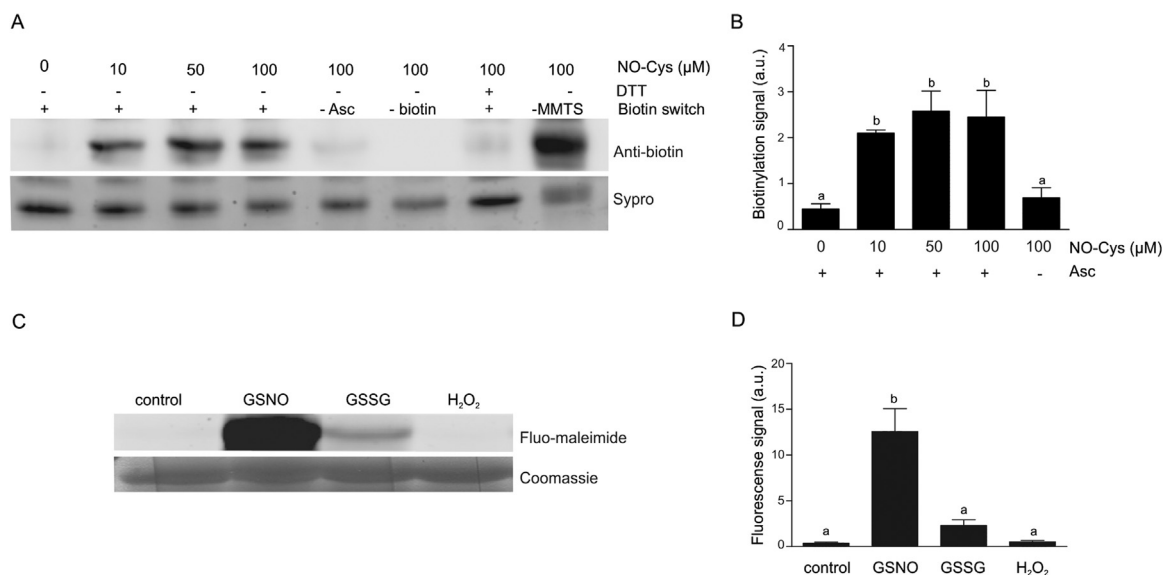 A
0 10 50 100 100 100 100 100 NO-Cys (µM)
- - - - - - + - DTT
+ + + + - Asc - biotin + -MMTS Biotin switch
Anti-biotin
Sypro
B
Biotinylation signal (a.u.)
4
3
2
1
0
a b b b a
0 10 50 100 100 NO-Cys (µM)
+ + + + - Asc
C
control GSNO GSSG H₂O₂
Fluo-maleimide
Coomassie
D
Fluorescense signal (a.u.)
20
15
10
5
0
a b a a
control GSNO GSSG H₂O₂